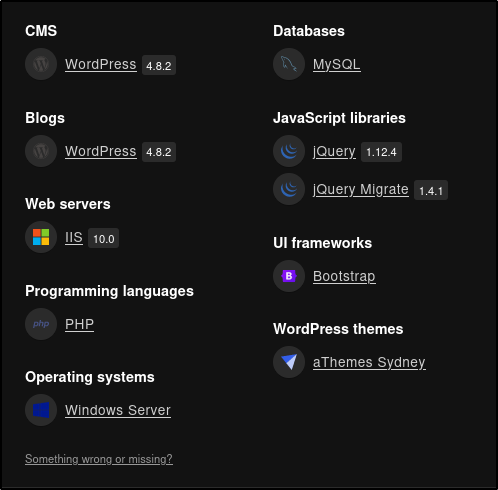 CMS
WordPress 4.8.2
Blogs
WordPress 4.8.2
Web servers
IIS 10.0
Programming languages
php PHP
Operating systems
Windows Server
Something wrong or missing?
Databases
MySQL
JavaScript libraries
jQuery 1.12.4
jQuery Migrate 1.4.1
UI frameworks
B Bootstrap
WordPress themes
aThemes Sydney